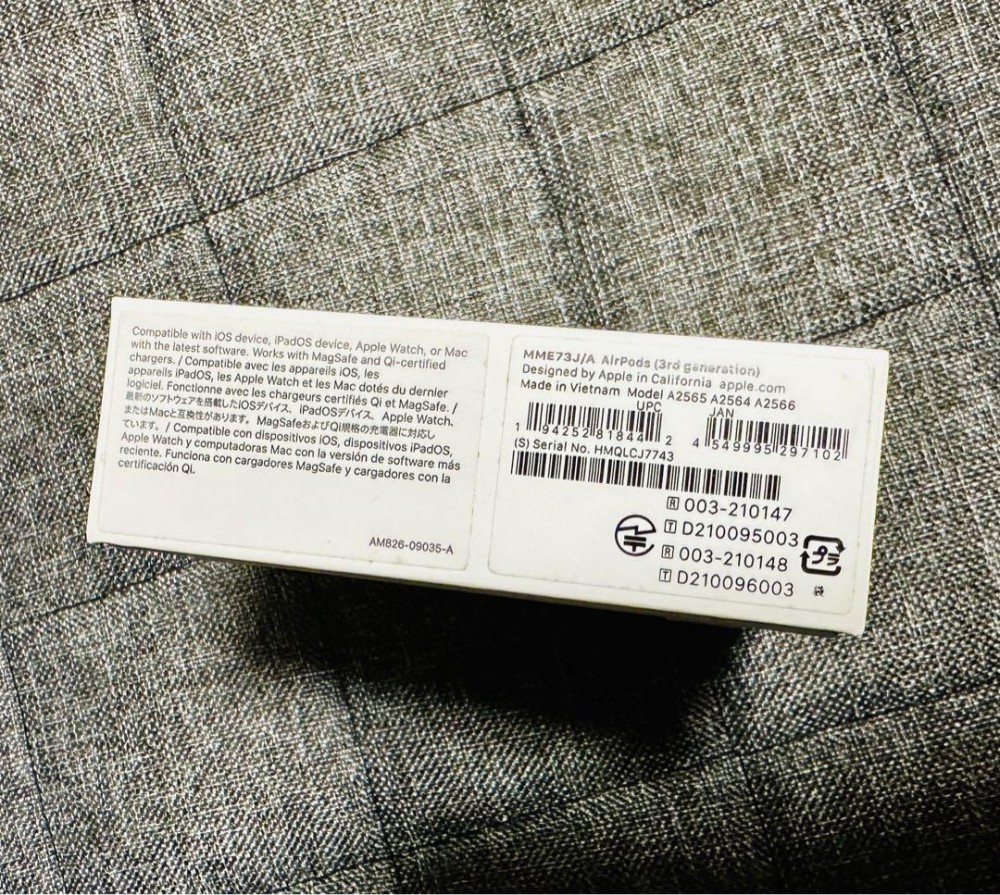 Compatible with iOS device, iPadOS device, Apple Watch, or Mac
with the latest software. Works with MagSafe and Qi-certified
chargers. / Compatible avec les appareils iOS, les
appareils iPadOS, les Apple Watch et les Mac dotés du dernier
logiciel. Fonctionne avec les chargeurs certifiés Qi et MagSafe. /
最新のソフトウェアを搭載したiOSデバイス、iPadOSデバイス、Apple Watch、
またはMacと互換性があります。MagSafeおよびQi規格の充電器に対応し
ています。 / Compatible con dispositivos iOS, dispositivos iPadOS,
Apple Watch y computadoras Mac con la versión de software más
reciente. Funciona con cargadores MagSafe y cargadores con la
certificación Qi.
AM826-09035-A
MME73J/A AirPods (3rd generation)
Designed by Apple in California apple.com
Made in Vietnam Model A2565 A2564 A2566
UPC JAN
1 94252 81844 2 4 549995 297102
(S) Serial No. HMQLCJ7743
R 003-210147
T D210095003
R 003-210148
T D210096003
プラ
袋